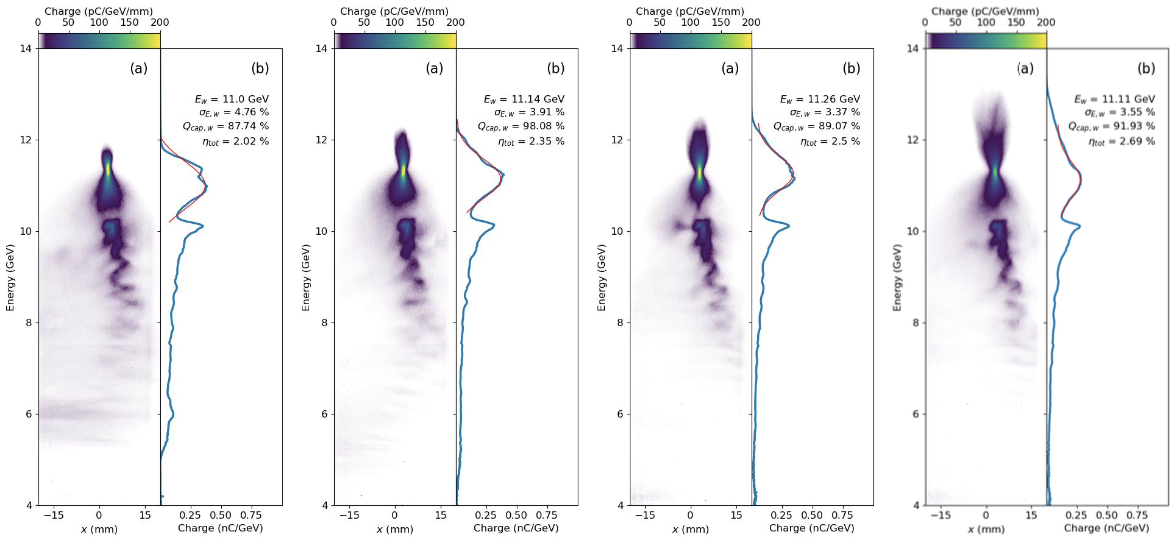 Charge (pC/GeV/mm)
0 50 100 150 200
14
12
10
8
6
4
Energy (GeV)
(a)
(b)
E_w = 11.0 GeV
σ_E,w = 4.76 %
Q_cap,w = 87.74 %
η_tot = 2.02 %
−15 0 15
x (mm)
0.25 0.50 0.75
Charge (nC/GeV)
Charge (pC/GeV/mm)
0 50 100 150 200
14
12
10
8
6
4
Energy (GeV)
(a)
(b)
E_w = 11.14 GeV
σ_E,w = 3.91 %
Q_cap,w = 98.08 %
η_tot = 2.35 %
−15 0 15
x (mm)
0.25 0.50 0.75
Charge (nC/GeV)
Charge (pC/GeV/mm)
0 50 100 150 200
14
12
10
8
6
4
Energy (GeV)
(a)
(b)
E_w = 11.26 GeV
σ_E,w = 3.37 %
Q_cap,w = 89.07 %
η_tot = 2.5 %
−15 0 15
x (mm)
0.25 0.50 0.75
Charge (nC/GeV)
Charge (pC/GeV/mm)
0 50 100 150 200
14
12
10
8
6
4
Energy (GeV)
(a)
(b)
E_w = 11.11 GeV
σ_E,w = 3.55 %
Q_cap,w = 91.93 %
η_tot = 2.69 %
−15 0 15
x (mm)
0.25 0.50 0.75
Charge (nC/GeV)